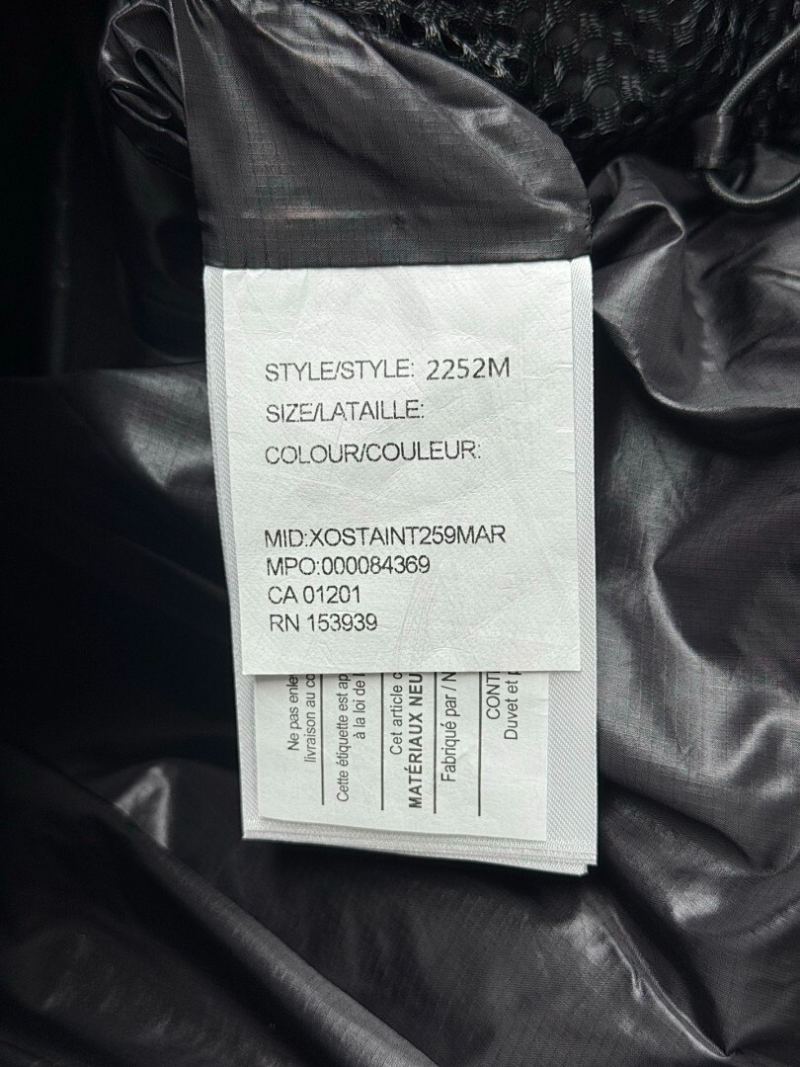 STYLE/STYLE: 2252M
SIZE/LATAILLE:
COLOUR/COULEUR:
MID:XOSTAINT259MAR
MPO:000084369
CA 01201
RN 153939
Ne pas enle
livraison au co
Cette étiquette est ap
à la loi de l
Cet article c
MATÉRIAUX NEU
Fabriqué par / N
CONT
Duvet et p